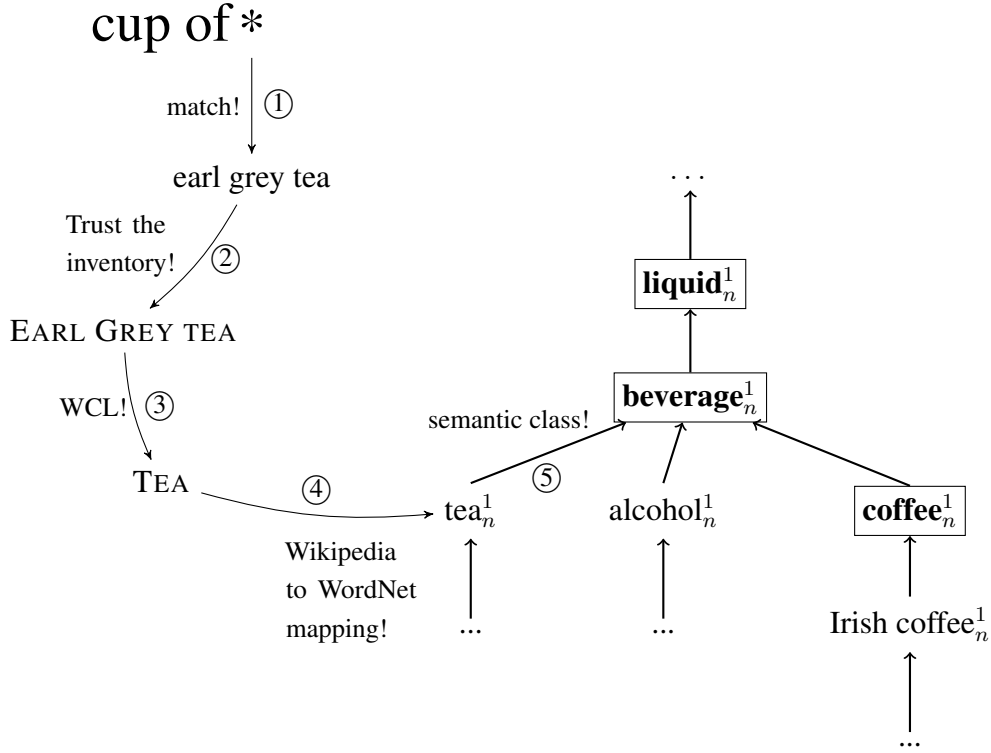 cup of *
match! ①
earl grey tea
. . .
Trust the
inventory! ②
liquid¹ₙ
EARL GREY TEA
beverage¹ₙ
WCL! ③
semantic class!
TEA
④
⑤
tea¹ₙ
alcohol¹ₙ
coffee¹ₙ
Wikipedia
to WordNet
mapping!
...
...
Irish coffee¹ₙ
...